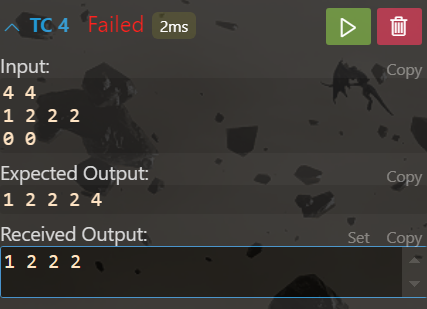 TC 4 Failed 2ms
Input:
Copy
4 4
1 2 2 2
0 0
Expected Output:
Copy
1 2 2 2 4
Received Output:
Set Copy
1 2 2 2